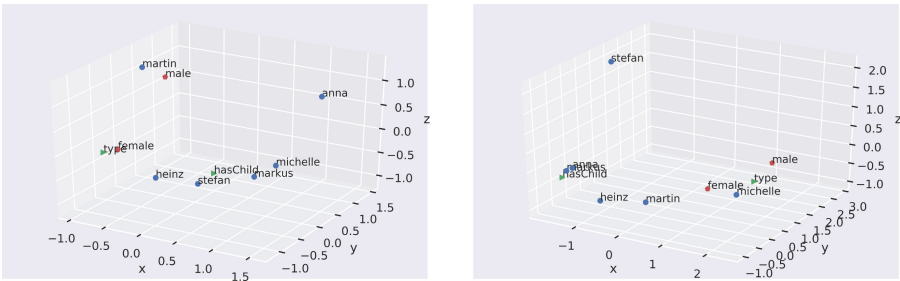 martin
male
anna
type
female
heinz
stefan
hasChild
markus
michelle
1.0
0.5
0.0
−0.5
−1.0
z
−1.0
−0.5
0.0
0.5
1.0
1.5
x
−1.0
−0.5
0.0
0.5
1.0
1.5
y
stefan
anna
markus
hasChild
heinz
martin
female
male
type
michelle
2.0
1.5
1.0
0.5
0.0
−0.5
−1.0
z
−1
0
1
2
x
−1.0
−0.5
0.0
0.5
1.0
1.5
2.0
2.5
3.0
y